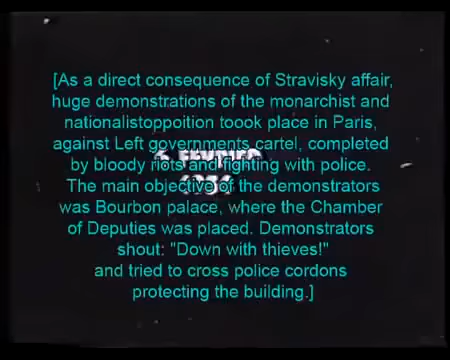 [As a direct consequence of Stravisky affair,
huge demonstrations of the monarchist and
nationalistoppoition toook place in Paris,
against Left governments cartel, completed
by bloody riots and fighting with police.
The main objective of the demonstrators
was Bourbon palace, where the Chamber
of Deputies was placed. Demonstrators
shout: "Down with thieves!"
and tried to cross police cordons
protecting the building.]
6 FEVRIER
1934